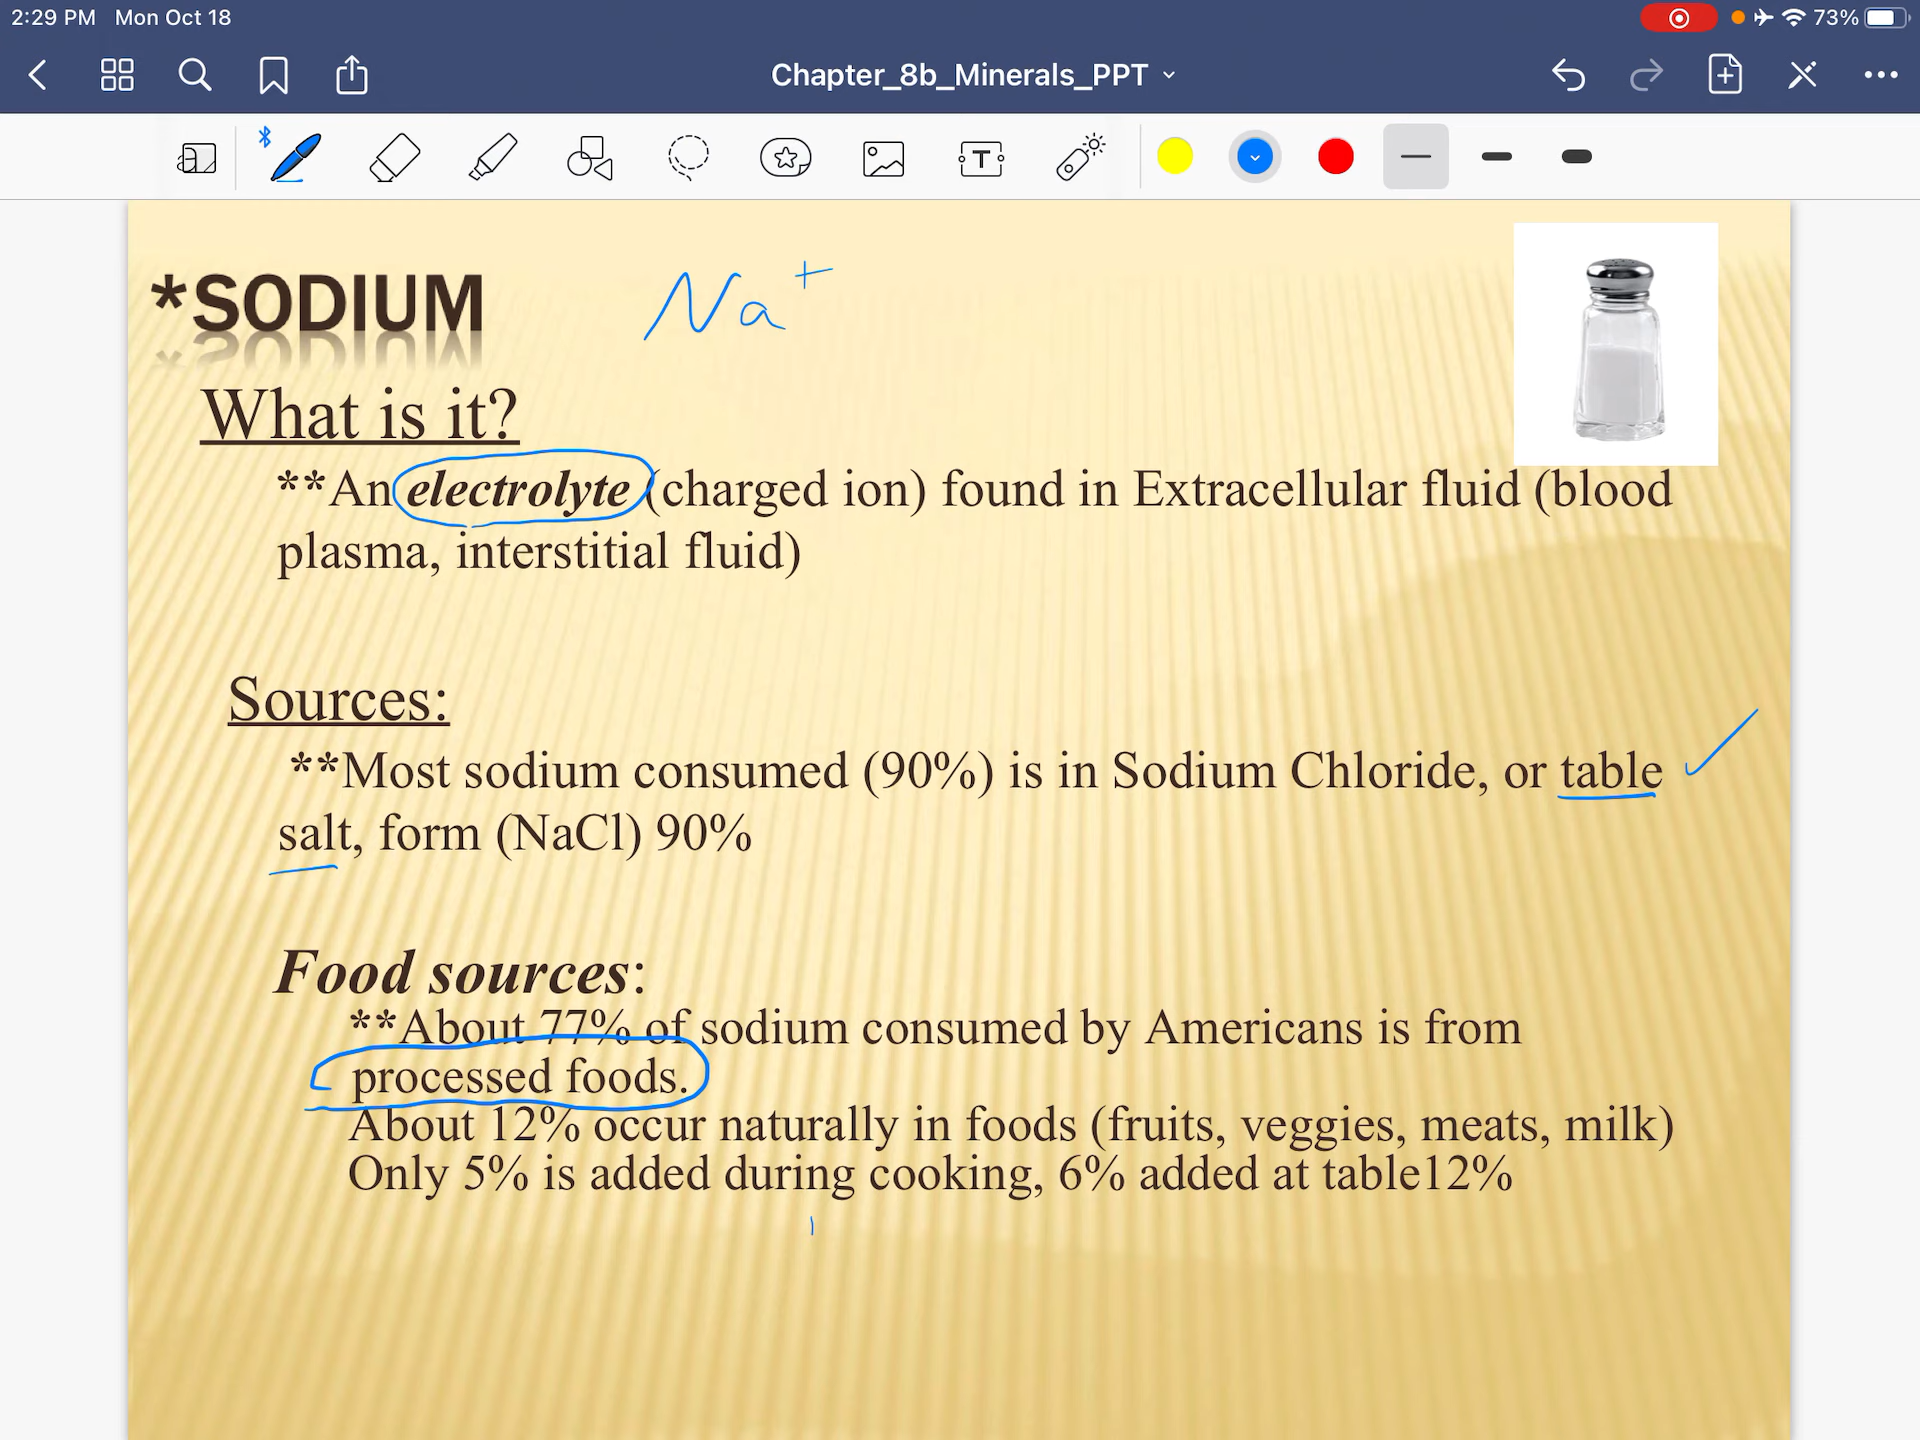 2:29 PM Mon Oct 18
73%
Chapter_8b_Minerals_PPT
*SODIUM Na+
What is it?
**An electrolyte (charged ion) found in Extracellular fluid (blood
plasma, interstitial fluid)
Sources:
**Most sodium consumed (90%) is in Sodium Chloride, or table
salt, form (NaCl) 90%
Food sources:
**About 77% of sodium consumed by Americans is from
processed foods.
About 12% occur naturally in foods (fruits, veggies, meats, milk)
Only 5% is added during cooking, 6% added at table12%